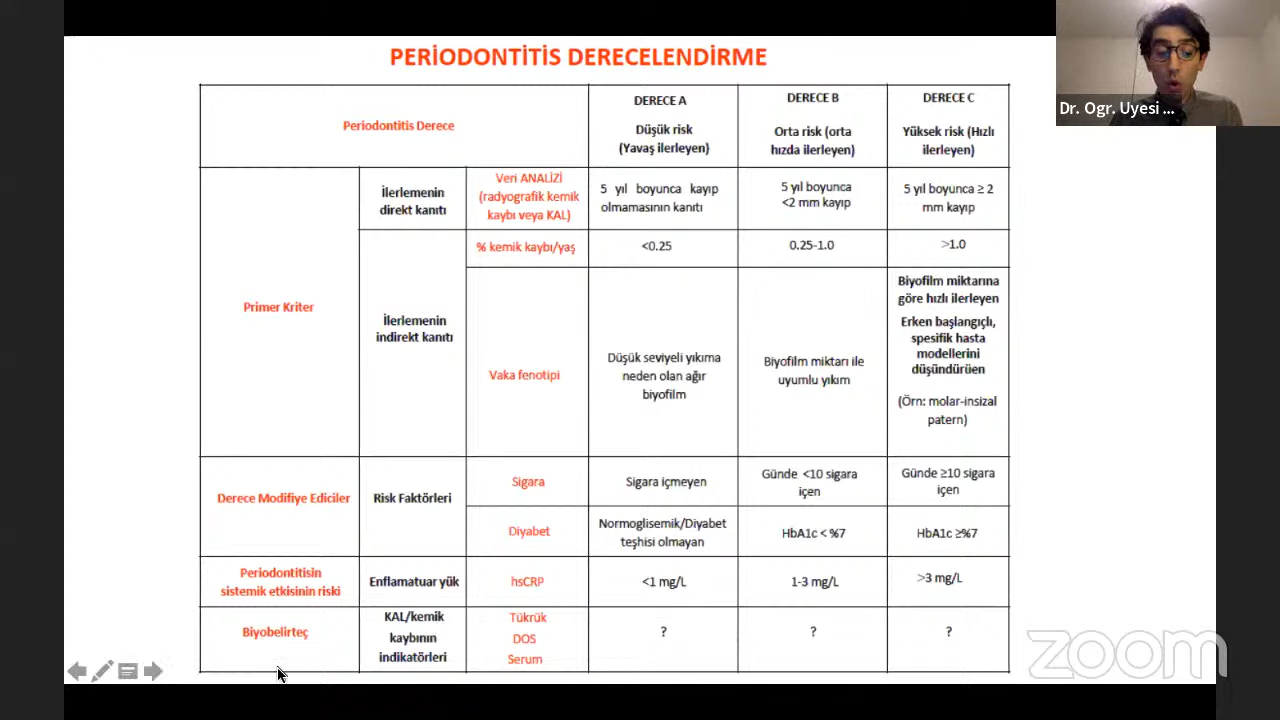 PERİODONTİTİS DERECELENDİRME
Periodontitis Derece
DERECE A
Düşük risk
(Yavaş ilerleyen)
DERECE B
Orta risk (orta
hızda ilerleyen)
DERECE C
Yüksek risk (Hızlı
ilerleyen)
Primer Kriter
İlerlemenin
direkt kanıtı
Veri ANALİZİ
(radyografik kemik
kaybı veya KAL)
5 yıl boyunca kayıp
olmamasının kanıtı
5 yıl boyunca
<2 mm kayıp
5 yıl boyunca ≥ 2
mm kayıp
İlerlemenin
indirekt kanıtı
% kemik kaybı/yaş
<0.25
0.25-1.0
>1.0
Vaka fenotipi
Düşük seviyeli yıkıma
neden olan ağır
biyofilm
Biyofilm miktarı ile
uyumlu yıkım
Biyofilm miktarına
göre hızlı ilerleyen
Erken başlangıçlı,
spesifik hasta
modellerini
düşündürüen
(Örn: molar-insizal
patern)
Derece Modifiye Ediciler
Risk Faktörleri
Sigara
Sigara içmeyen
Günde <10 sigara
içen
Günde ≥10 sigara
içen
Diyabet
Normoglisemik/Diyabet
teşhisi olmayan
HbA1c < %7
HbA1c ≥%7
Periodontitisin
sistemik etkisinin riski
Enflamatuar yük
hsCRP
<1 mg/L
1-3 mg/L
>3 mg/L
Biyobelirteç
KAL/kemik
kaybının
indikatörleri
Tükrük
DOS
Serum
?
?
?
Dr. Ogr. Uyesi ...
zoom